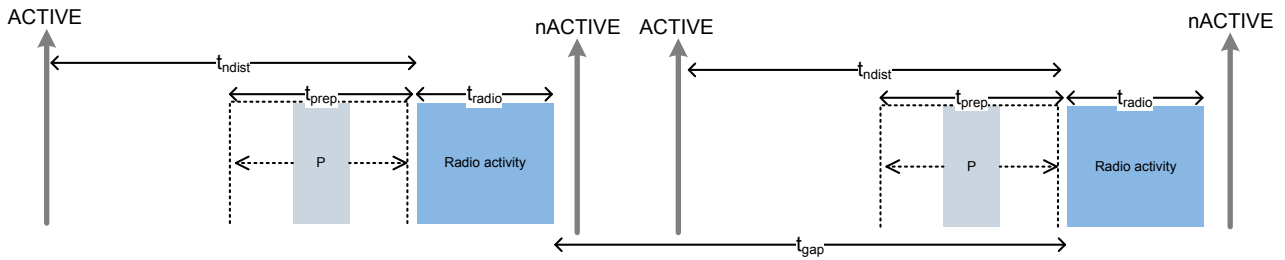 ACTIVE
nACTIVE
ACTIVE
nACTIVE
tndist
tndist
tprep
tradio
tprep
tradio
P
Radio activity
P
Radio activity
tgap